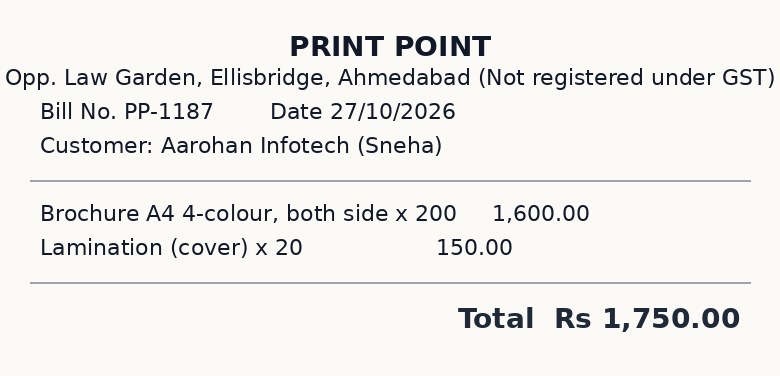 PRINT POINT
Opp. Law Garden, Ellisbridge, Ahmedabad (Not registered under GST)
Bill No. PP-1187 Date 27/10/2026
Customer: Aarohan Infotech (Sneha)
Brochure A4 4-colour, both side x 200 1,600.00
Lamination (cover) x 20 150.00
Total Rs 1,750.00